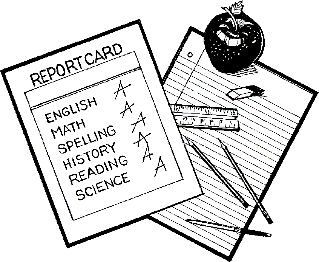 REPORT CARD
ENGLISH A
MATH A
SPELLING A
HISTORY A
READING A
SCIENCE A